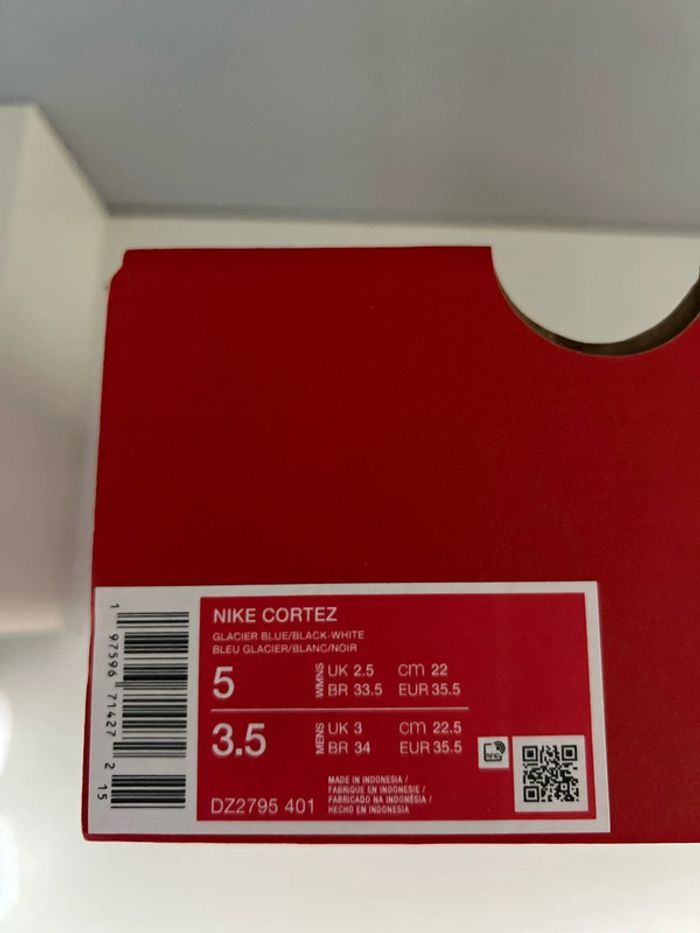 NIKE CORTEZ
GLACIER BLUE/BLACK-WHITE
BLEU GLACIER/BLANC/NOIR
5
WMNS
UK 2.5 cm 22
BR 33.5 EUR 35.5
3.5
MENS
UK 3 cm 22.5
BR 34 EUR 35.5
DZ2795 401
MADE IN INDONESIA /
FABRIQUE EN INDONESIE /
FABRICADO NA INDONÉSIA /
HECHO EN INDONESIA
RFID
1 97596 71427 2 15